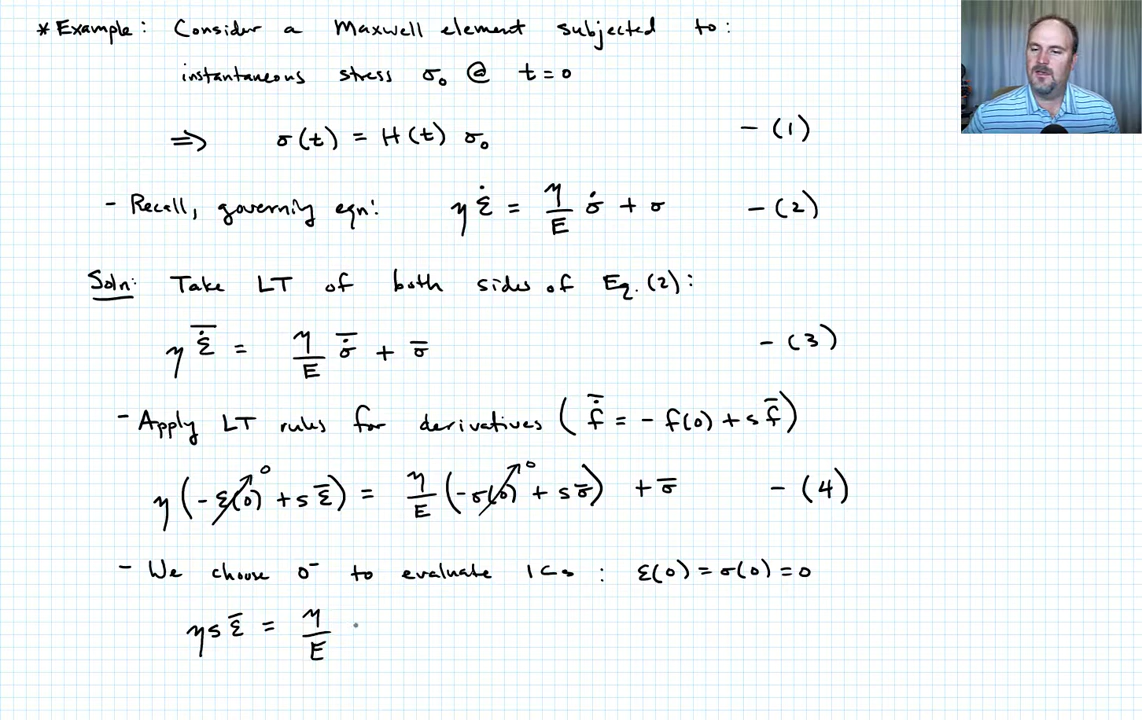 * Example: Consider a Maxwell element subjected to:
instantaneous stress σ₀ @ t = 0
⇒ σ(t) = H(t) σ₀ - (1)
- Recall, governing eqn: η ε̇ = η/E σ̇ + σ - (2)
Soln: Take LT of both sides of Eq. (2):
η ε̇̅ = η/E σ̇̅ + σ̅ - (3)
- Apply LT rules for derivatives ( ḟ̅ = - f(0) + s f̅ )
η (- ε(0) ↗0 + s ε̅) = η/E (- σ(0) ↗0 + s σ̅) + σ̅ - (4)
- We choose 0⁻ to evaluate ICs : ε(0) = σ(0) = 0
η s ε̅ = η/E